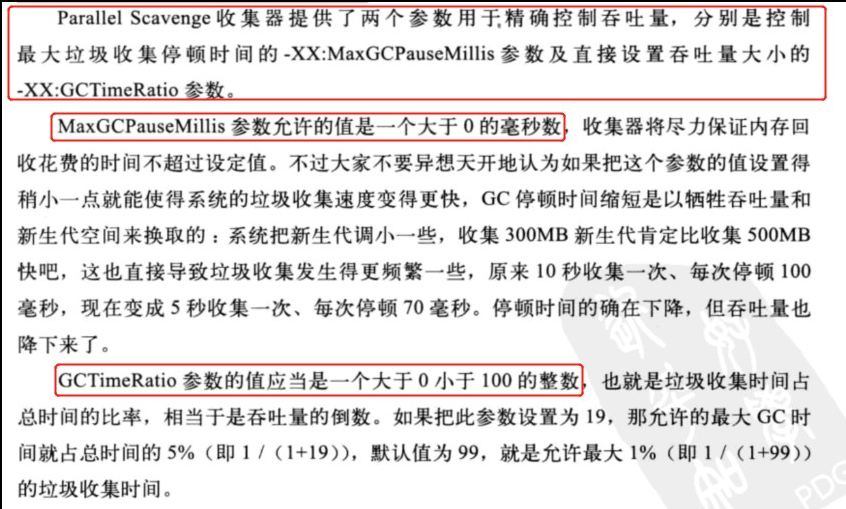 Parallel Scavenge 收集器提供了两个参数用于精确控制吞吐量，分别是控制
最大垃圾收集停顿时间的 -XX:MaxGCPauseMillis 参数及直接设置吞吐量大小的
-XX:GCTimeRatio 参数。
MaxGCPauseMillis 参数允许的值是一个大于 0 的毫秒数，收集器将尽力保证内存回
收花费的时间不超过设定值。不过大家不要异想天开地认为如果把这个参数的值设置得
稍小一点就能使得系统的垃圾收集速度变得更快，GC 停顿时间缩短是以牺牲吞吐量和
新生代空间来换取的：系统把新生代调小一些，收集 300MB 新生代肯定比收集 500MB
快吧，这也直接导致垃圾收集发生得更频繁一些，原来 10 秒收集一次、每次停顿 100
毫秒，现在变成 5 秒收集一次、每次停顿 70 毫秒。停顿时间的确在下降，但吞吐量也
降下来了。
GCTimeRatio 参数的值应当是一个大于 0 小于 100 的整数，也就是垃圾收集时间占
总时间的比率，相当于是吞吐量的倒数。如果把此参数设置为 19，那允许的最大 GC 时
间就占总时间的 5%（即 1 /（1+19)），默认值为 99，就是允许最大 1%（即 1 /（1+99)）
的垃圾收集时间。
PDG